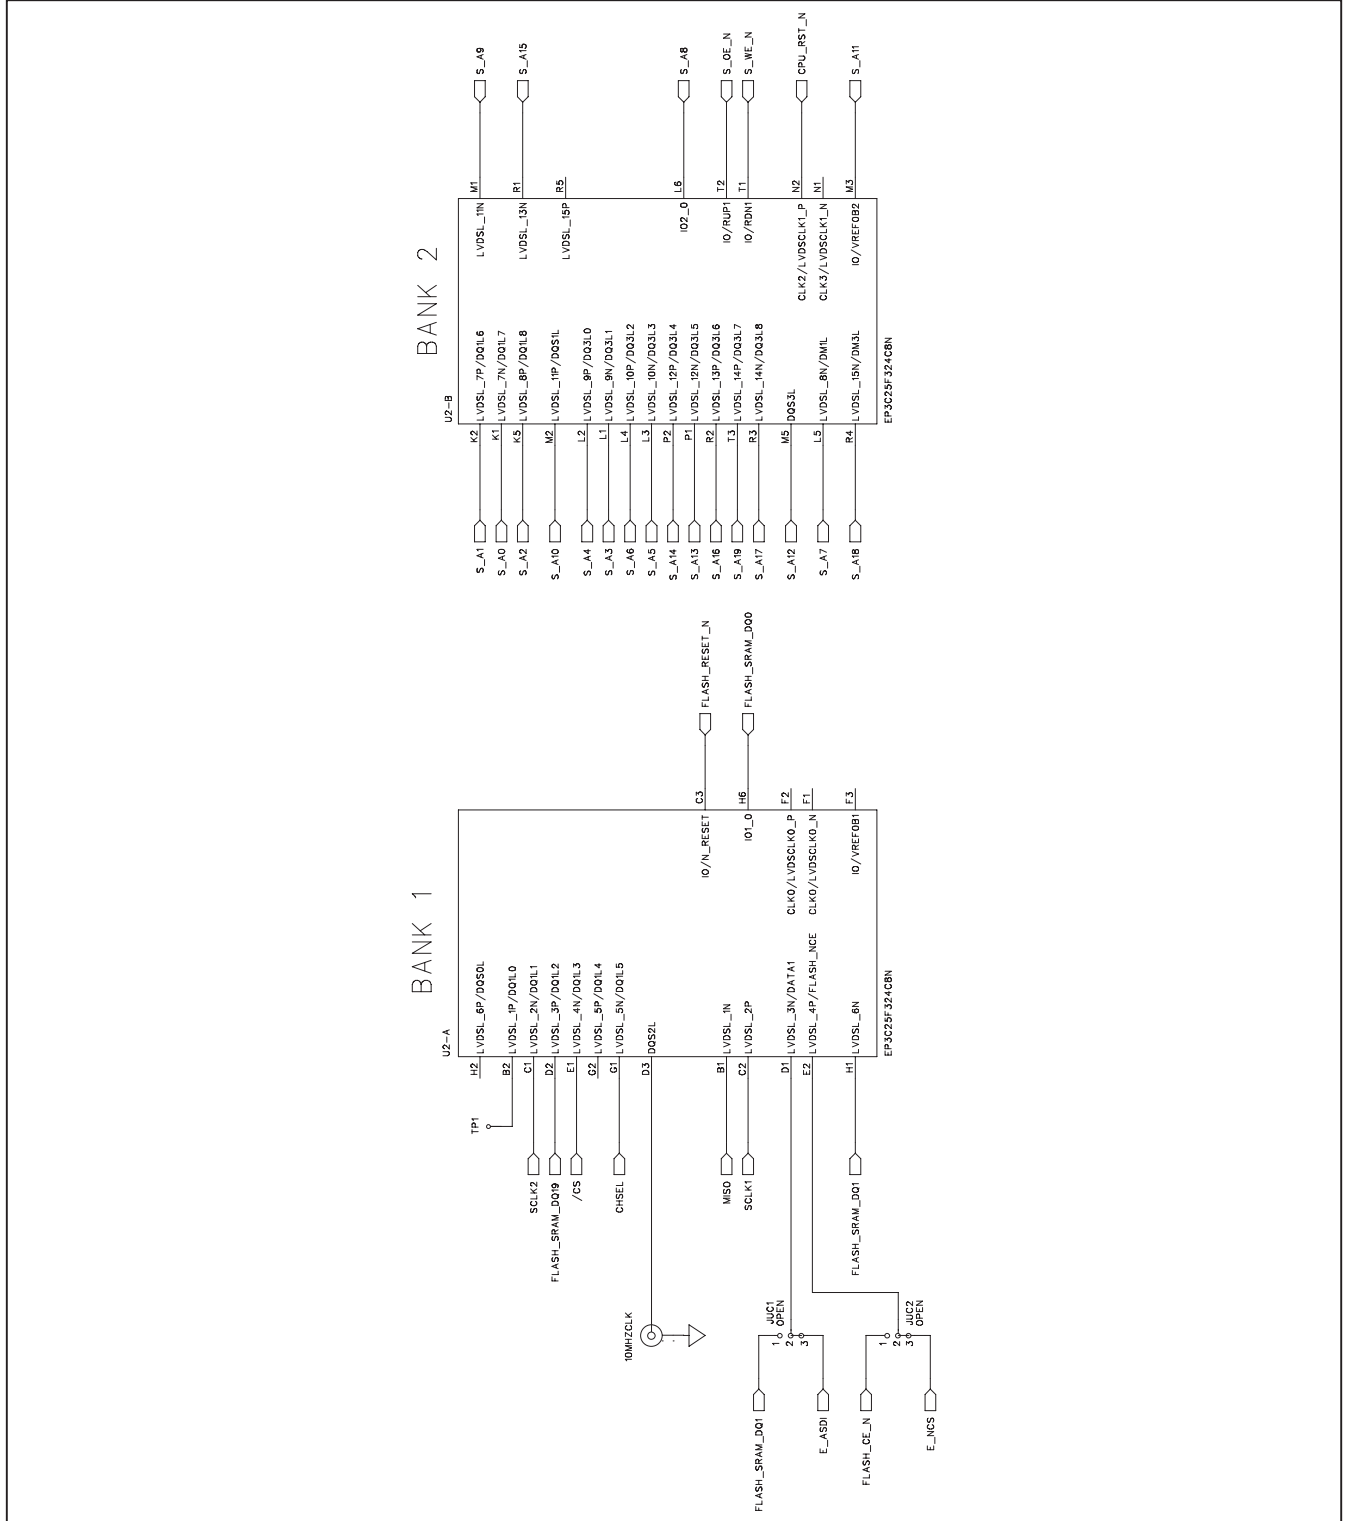 BANK 1
U2-A
H2 LVDSL_6P/DQS0L
TP1
B2 LVDSL_1P/DQ1L0
SCLK2 C1 LVDSL_2N/DQ1L1
FLASH_SRAM_DQ19 D2 LVDSL_3P/DQ1L2
/CS E1 LVDSL_4N/DQ1L3
G2 LVDSL_5P/DQ1L4
CHSEL G1 LVDSL_5N/DQ1L5
10MHZCLK
D3 DQS2L
IO/N_RESET C3 FLASH_RESET_N
MISO B1 LVDSL_1N
SCLK1 C2 LVDSL_2P
IO1_0 H6 FLASH_SRAM_DQ0
FLASH_SRAM_DQ1
JUC1
OPEN
1
2
3
D1 LVDSL_3N/DATA1
CLK0/LVDSCLK0_P F2
E_ASDI
E2 LVDSL_4P/FLASH_NCE
CLK0/LVDSCLK0_N F1
FLASH_SRAM_DQ1 H1 LVDSL_6N
IO/VREF0B1 F3
FLASH_CE_N
JUC2
OPEN
1
2
3
E_NCS
EP3C25F324C8N
BANK 2
U2-B
S_A1 K2 LVDSL_7P/DQ1L6
LVDSL_11N M1 S_A9
S_A0 K1 LVDSL_7N/DQ1L7
S_A2 K5 LVDSL_8P/DQ1L8
LVDSL_13N R1 S_A15
S_A10 M2 LVDSL_11P/DQS1L
LVDSL_15P R5
S_A4 L2 LVDSL_9P/DQ3L0
S_A3 L1 LVDSL_9N/DQ3L1
S_A6 L4 LVDSL_10P/DQ3L2
S_A5 L3 LVDSL_10N/DQ3L3
S_A14 P2 LVDSL_12P/DQ3L4
IO2_0 L6 S_A8
S_A13 P1 LVDSL_12N/DQ3L5
S_A16 R2 LVDSL_13P/DQ3L6
IO/RUP1 T2 S_OE_N
S_A19 T3 LVDSL_14P/DQ3L7
IO/RDN1 T1 S_WE_N
S_A17 R3 LVDSL_14N/DQ3L8
S_A12 M5 DQS3L
CLK2/LVDSCLK1_P N2 CPU_RST_N
S_A7 L5 LVDSL_8N/DM1L
CLK3/LVDSCLK1_N N1
S_A18 R4 LVDSL_15N/DM3L
IO/VREF0B2 M3 S_A11
EP3C25F324C8N